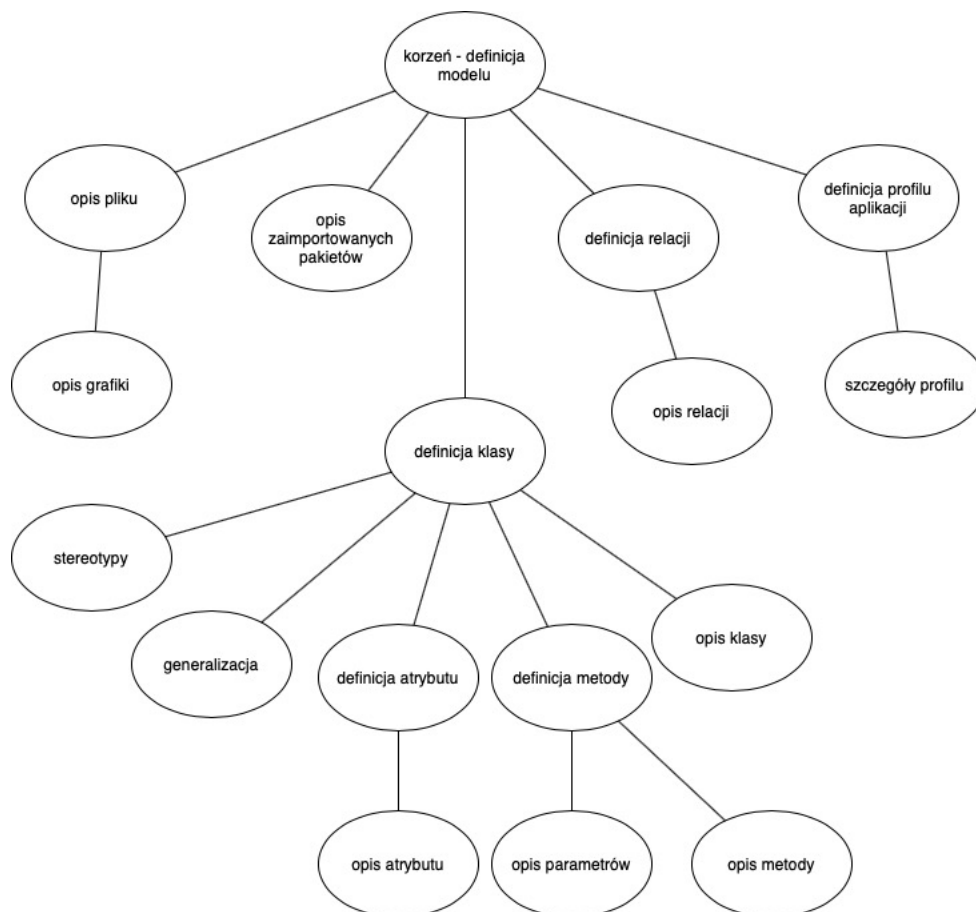 korzeń - definicja
modelu
opis pliku
opis
zaimportowanych
pakietów
definicja relacji
definicja profilu
aplikacji
opis grafiki
opis relacji
szczegóły profilu
definicja klasy
stereotypy
generalizacja
definicja atrybutu
definicja metody
opis klasy
opis atrybutu
opis parametrów
opis metody